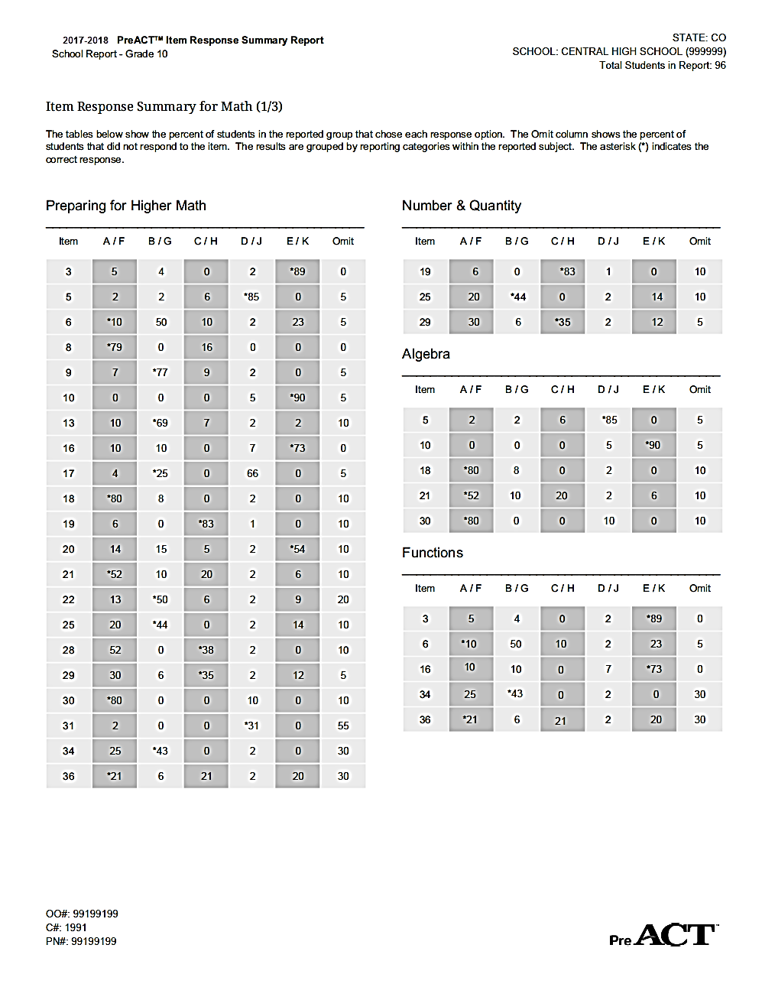 2017-2018 PreACT™ Item Response Summary Report
School Report - Grade 10
STATE: CO
SCHOOL: CENTRAL HIGH SCHOOL (999999)
Total Students in Report: 96
Item Response Summary for Math (1/3)
The tables below show the percent of students in the reported group that chose each response option. The Omit column shows the percent of
students that did not respond to the item. The results are grouped by reporting categories within the reported subject. The asterisk (*) indicates the
correct response.
Preparing for Higher Math
Item A / F B / G C / H D / J E / K Omit
3 5 4 0 2 *89 0
5 2 2 6 *85 0 5
6 *10 50 10 2 23 5
8 *79 0 16 0 0 0
9 7 *77 9 2 0 5
10 0 0 0 5 *90 5
13 10 *69 7 2 2 10
16 10 10 0 7 *73 0
17 4 *25 0 66 0 5
18 *80 8 0 2 0 10
19 6 0 *83 1 0 10
20 14 15 5 2 *54 10
21 *52 10 20 2 6 10
22 13 *50 6 2 9 20
25 20 *44 0 2 14 10
28 52 0 *38 2 0 10
29 30 6 *35 2 12 5
30 *80 0 0 10 0 10
31 2 0 0 *31 0 55
34 25 *43 0 2 0 30
36 *21 6 21 2 20 30
Number & Quantity
Item A / F B / G C / H D / J E / K Omit
19 6 0 *83 1 0 10
25 20 *44 0 2 14 10
29 30 6 *35 2 12 5
Algebra
Item A / F B / G C / H D / J E / K Omit
5 2 2 6 *85 0 5
10 0 0 0 5 *90 5
18 *80 8 0 2 0 10
21 *52 10 20 2 6 10
30 *80 0 0 10 0 10
Functions
Item A / F B / G C / H D / J E / K Omit
3 5 4 0 2 *89 0
6 *10 50 10 2 23 5
16 10 10 0 7 *73 0
34 25 *43 0 2 0 30
36 *21 6 21 2 20 30
OO#: 99199199
C#: 1991
PN#: 99199199
PreACT™